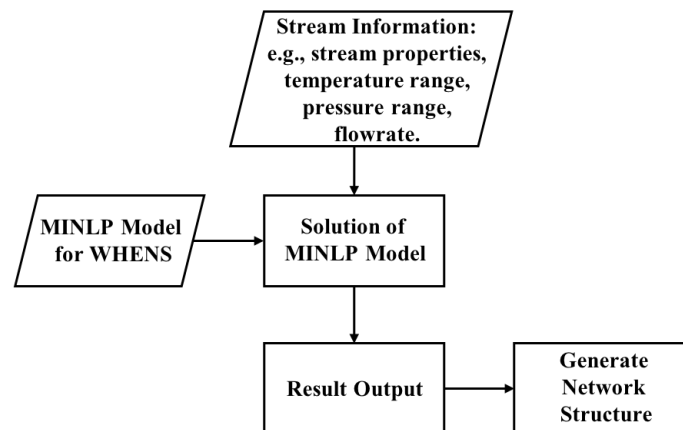 Stream Information:
e.g., stream properties,
temperature range,
pressure range,
flowrate.
MINLP Model
for WHENS
Solution of
MINLP Model
Result Output
Generate
Network
Structure